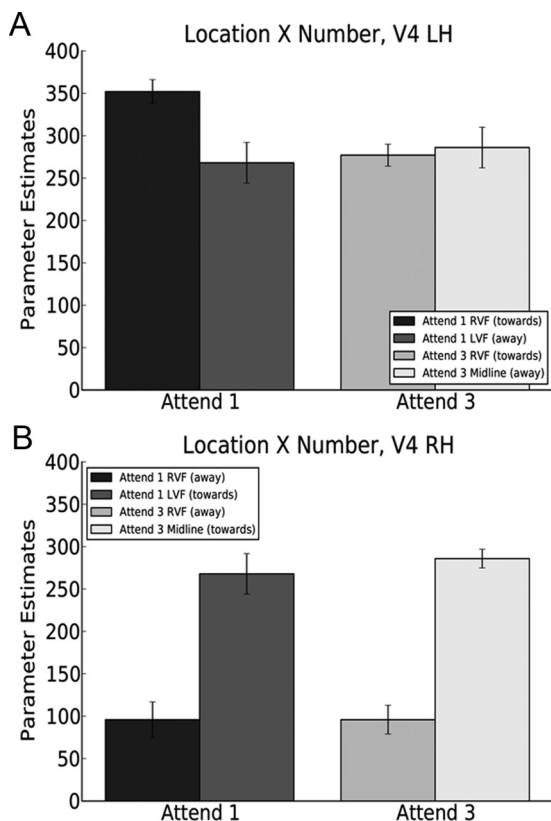 A
Location X Number, V4 LH
400
350
300
250
200
150
100
50
0
Parameter Estimates
Attend 1 RVF (towards)
Attend 1 LVF (away)
Attend 3 RVF (towards)
Attend 3 Midline (away)
Attend 1 Attend 3
B
Location X Number, V4 RH
400
350
300
250
200
150
100
50
0
Parameter Estimates
Attend 1 RVF (away)
Attend 1 LVF (towards)
Attend 3 RVF (away)
Attend 3 Midline (towards)
Attend 1 Attend 3